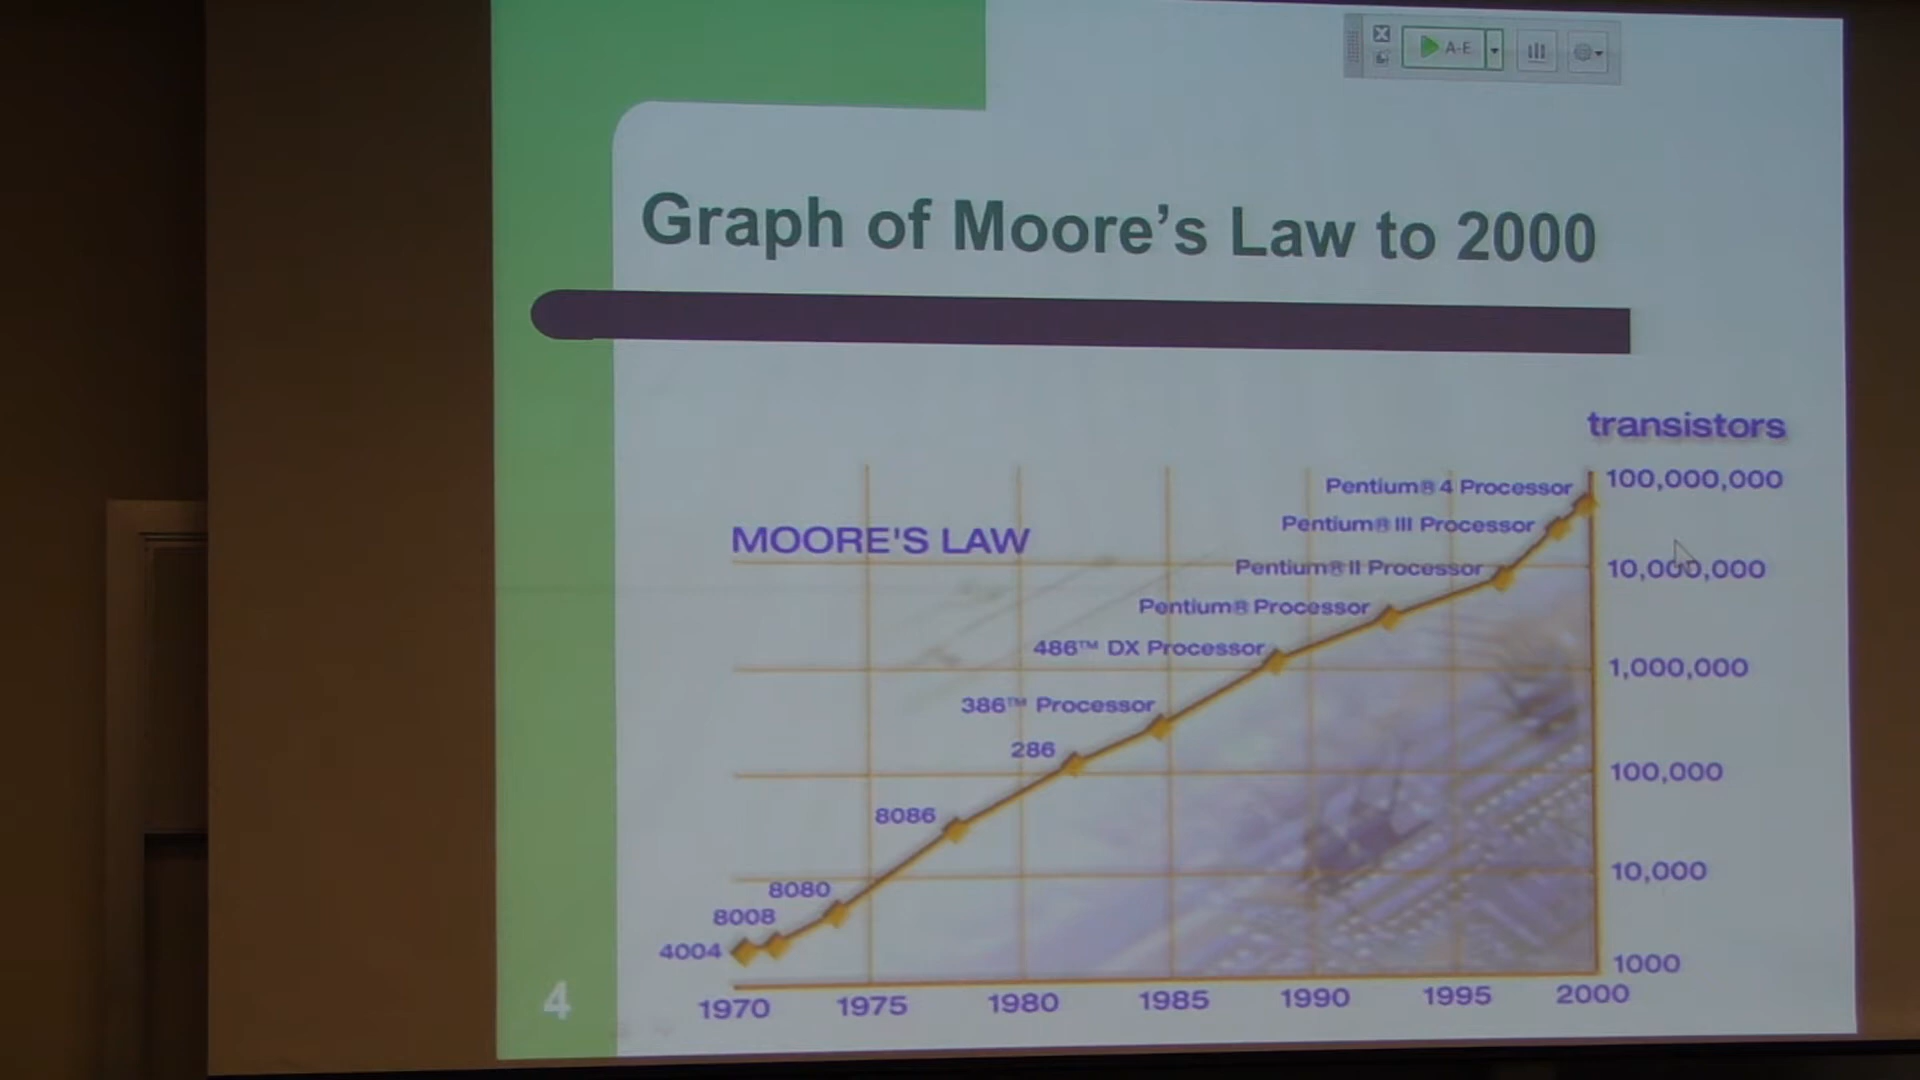 A-E
Graph of Moore's Law to 2000
transistors
MOORE'S LAW
Pentium® 4 Processor
100,000,000
Pentium® III Processor
Pentium® II Processor
10,000,000
Pentium® Processor
486™ DX Processor
1,000,000
386™ Processor
286
100,000
8086
10,000
8080
8008
4004
1000
1970 1975 1980 1985 1990 1995 2000
4